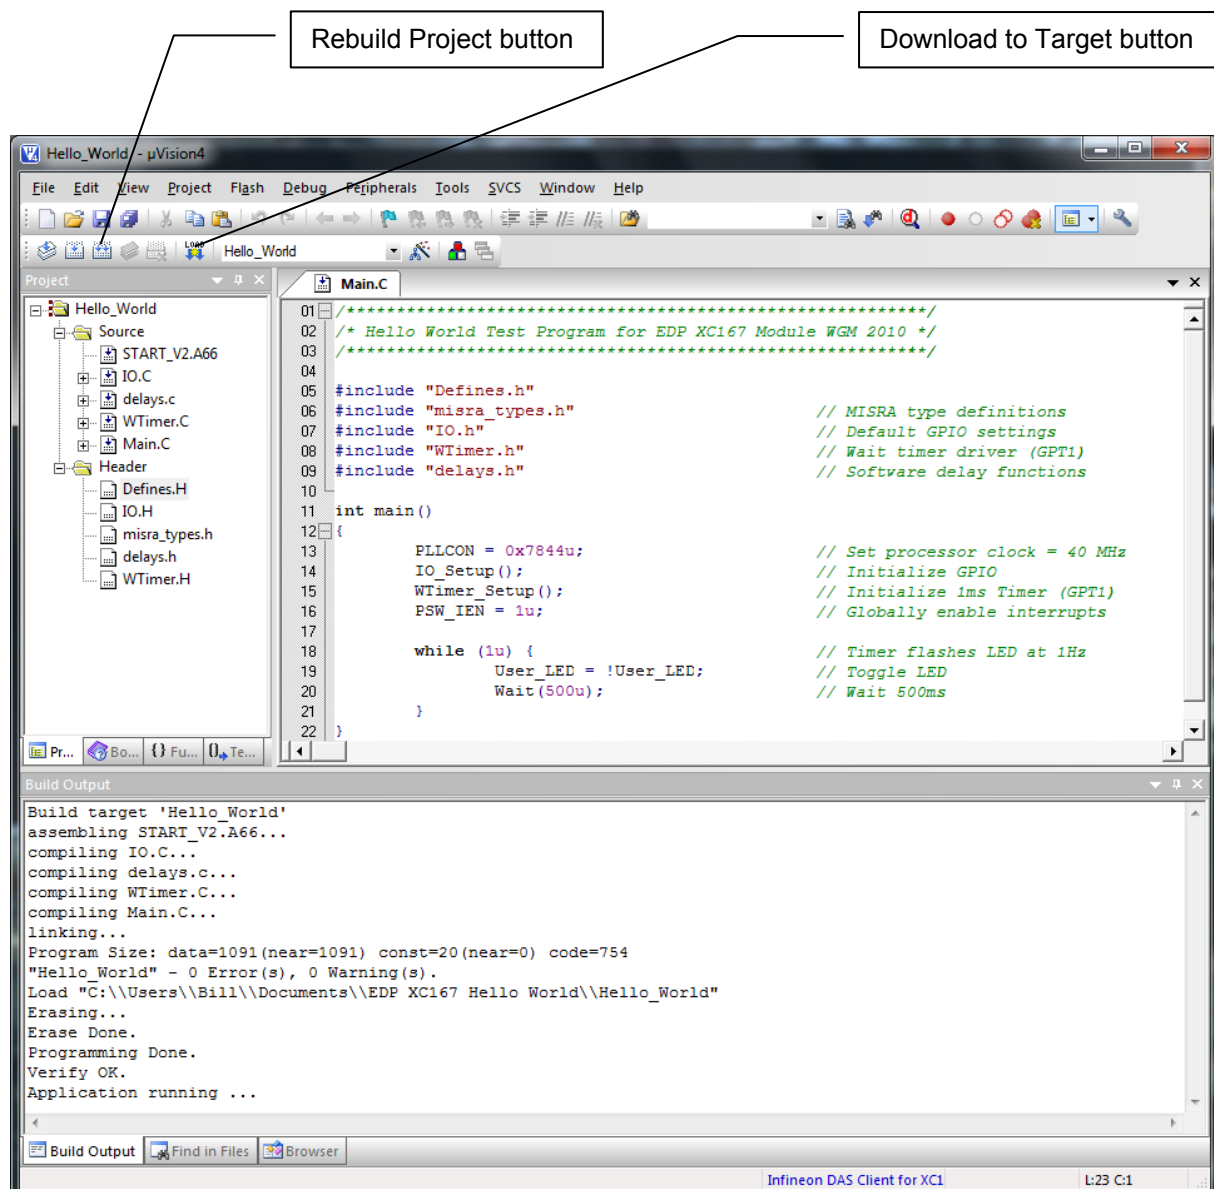 Rebuild Project button
Download to Target button
Hello_World - µVision4
File Edit View Project Flash Debug Peripherals Tools SVCS Window Help
LOAD Hello_World
Project
Main.C
Hello_World
Source
START_V2.A66
IO.C
delays.c
WTimer.C
Main.C
Header
Defines.H
IO.H
misra_types.h
delays.h
WTimer.H
01 /**********************************************************/
02 /* Hello World Test Program for EDP XC167 Module WGM 2010 */
03 /**********************************************************/
04
05 #include "Defines.h"
06 #include "misra_types.h" // MISRA type definitions
07 #include "IO.h" // Default GPIO settings
08 #include "WTimer.h" // Wait timer driver (GPT1)
09 #include "delays.h" // Software delay functions
10
11 int main()
12 {
13 PLLCON = 0x7844u; // Set processor clock = 40 MHz
14 IO_Setup(); // Initialize GPIO
15 WTimer_Setup(); // Initialize 1ms Timer (GPT1)
16 PSW_IEN = 1u; // Globally enable interrupts
17
18 while (1u) { // Timer flashes LED at 1Hz
19 User_LED = !User_LED; // Toggle LED
20 Wait(500u); // Wait 500ms
21 }
22 }
Pr... Bo... {} Fu... 0 Te...
Build Output
Build target 'Hello_World'
assembling START_V2.A66...
compiling IO.C...
compiling delays.c...
compiling WTimer.C...
compiling Main.C...
linking...
Program Size: data=1091(near=1091) const=20(near=0) code=754
"Hello_World" - 0 Error(s), 0 Warning(s).
Load "C:\\Users\\Bill\\Documents\\EDP XC167 Hello World\\Hello_World"
Erasing...
Erase Done.
Programming Done.
Verify OK.
Application running ...
Build Output Find in Files Browser
Infineon DAS Client for XC1 L:23 C:1